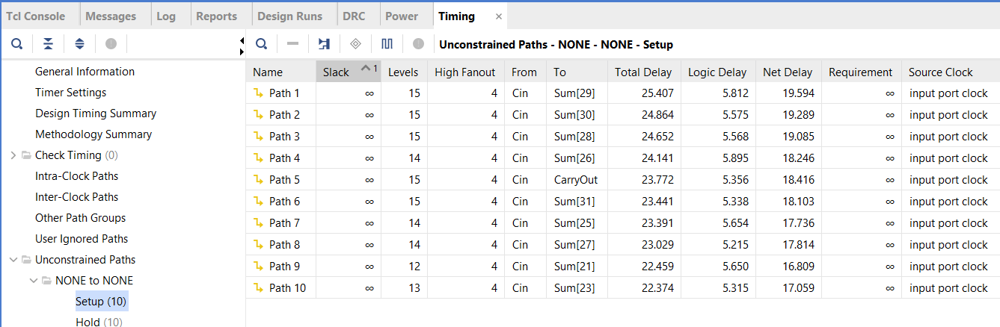 Tcl Console Messages Log Reports Design Runs DRC Power Timing ×
Unconstrained Paths - NONE - NONE - Setup
General Information
Timer Settings
Design Timing Summary
Methodology Summary
Check Timing (0)
Intra-Clock Paths
Inter-Clock Paths
Other Path Groups
User Ignored Paths
Unconstrained Paths
NONE to NONE
Setup (10)
Hold (10)
Name Slack 1 Levels High Fanout From To Total Delay Logic Delay Net Delay Requirement Source Clock
Path 1 ∞ 15 4 Cin Sum[29] 25.407 5.812 19.594 ∞ input port clock
Path 2 ∞ 15 4 Cin Sum[30] 24.864 5.575 19.289 ∞ input port clock
Path 3 ∞ 15 4 Cin Sum[28] 24.652 5.568 19.085 ∞ input port clock
Path 4 ∞ 14 4 Cin Sum[26] 24.141 5.895 18.246 ∞ input port clock
Path 5 ∞ 15 4 Cin CarryOut 23.772 5.356 18.416 ∞ input port clock
Path 6 ∞ 15 4 Cin Sum[31] 23.441 5.338 18.103 ∞ input port clock
Path 7 ∞ 14 4 Cin Sum[25] 23.391 5.654 17.736 ∞ input port clock
Path 8 ∞ 14 4 Cin Sum[27] 23.029 5.215 17.814 ∞ input port clock
Path 9 ∞ 12 4 Cin Sum[21] 22.459 5.650 16.809 ∞ input port clock
Path 10 ∞ 13 4 Cin Sum[23] 22.374 5.315 17.059 ∞ input port clock